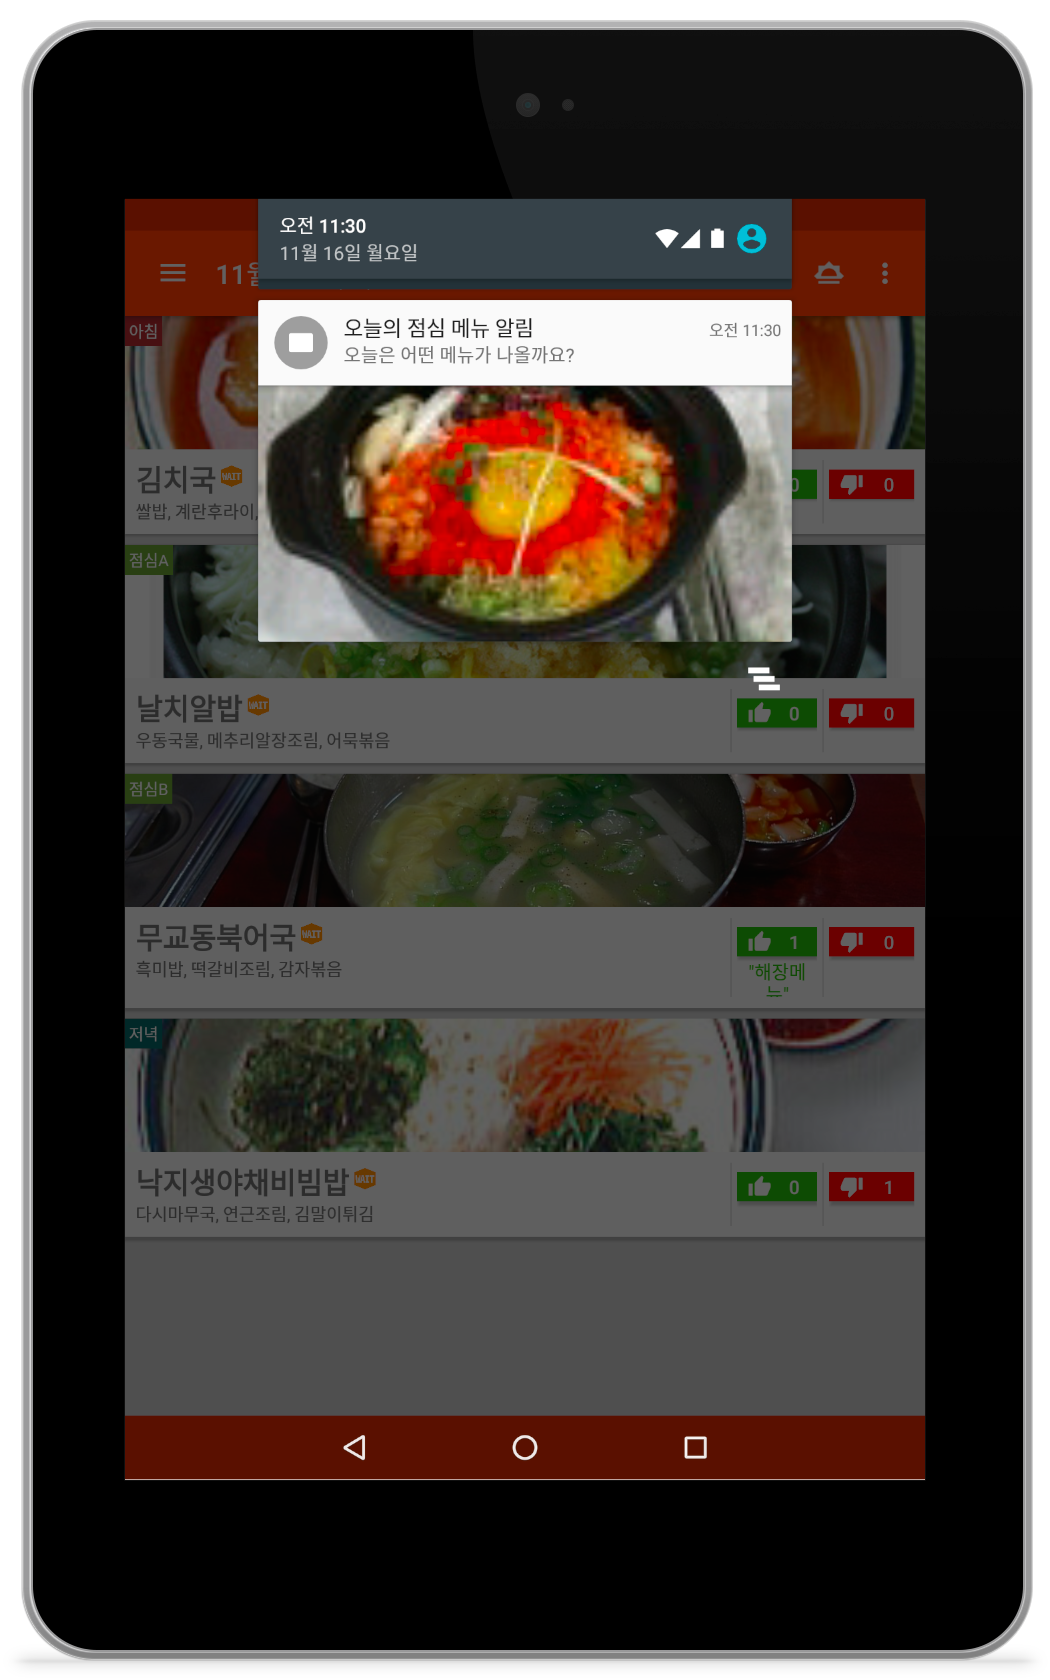 오전 11:30
11월 16일 월요일
11월
오늘의 점심 메뉴 알림
오전 11:30
오늘은 어떤 메뉴가 나올까요?
아침
김치국 WAIT
쌀밥, 계란후라이,
0
0
점심A
날치알밥 WAIT
우동국물, 메추리알장조림, 어묵볶음
0
0
점심B
무교동북어국 WAIT
흑미밥, 떡갈비조림, 감자볶음
1
0
"해장메
뉴"
저녁
낙지생야채비빔밥 WAIT
다시마무국, 연근조림, 김말이튀김
0
1